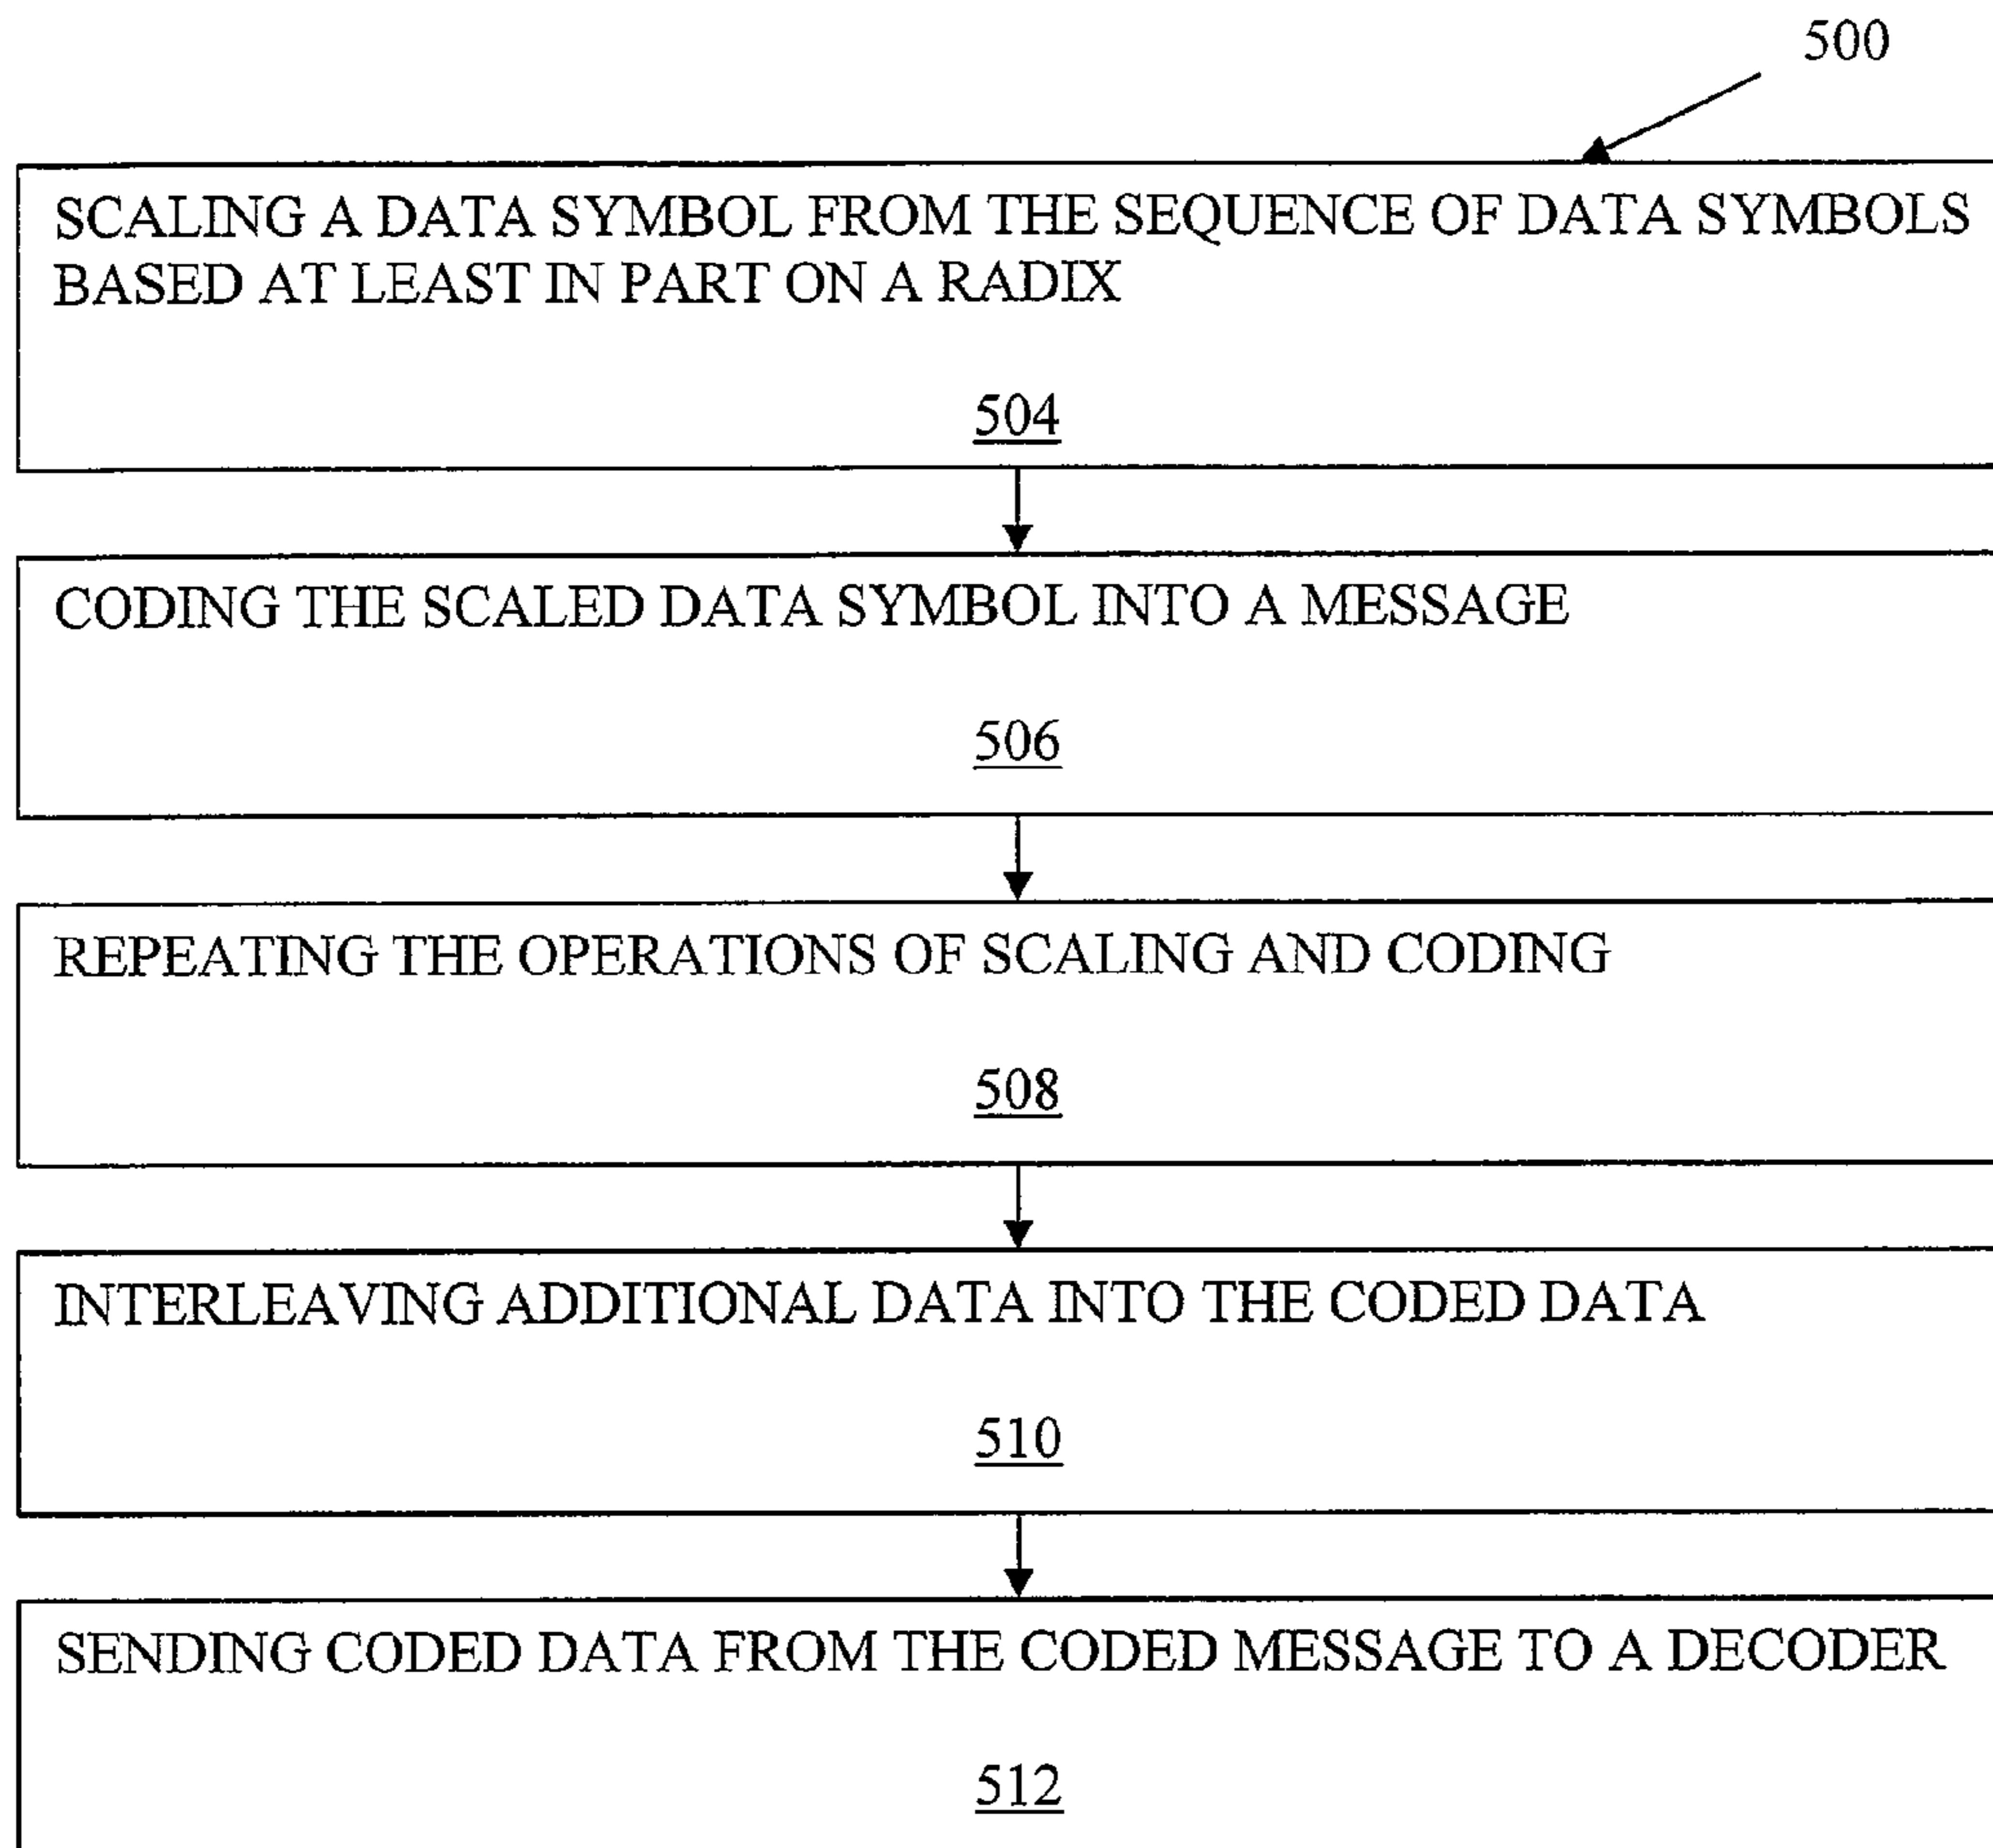 500
SCALING A DATA SYMBOL FROM THE SEQUENCE OF DATA SYMBOLS
BASED AT LEAST IN PART ON A RADIX
504
CODING THE SCALED DATA SYMBOL INTO A MESSAGE
506
REPEATING THE OPERATIONS OF SCALING AND CODING
508
INTERLEAVING ADDITIONAL DATA INTO THE CODED DATA
510
SENDING CODED DATA FROM THE CODED MESSAGE TO A DECODER
512